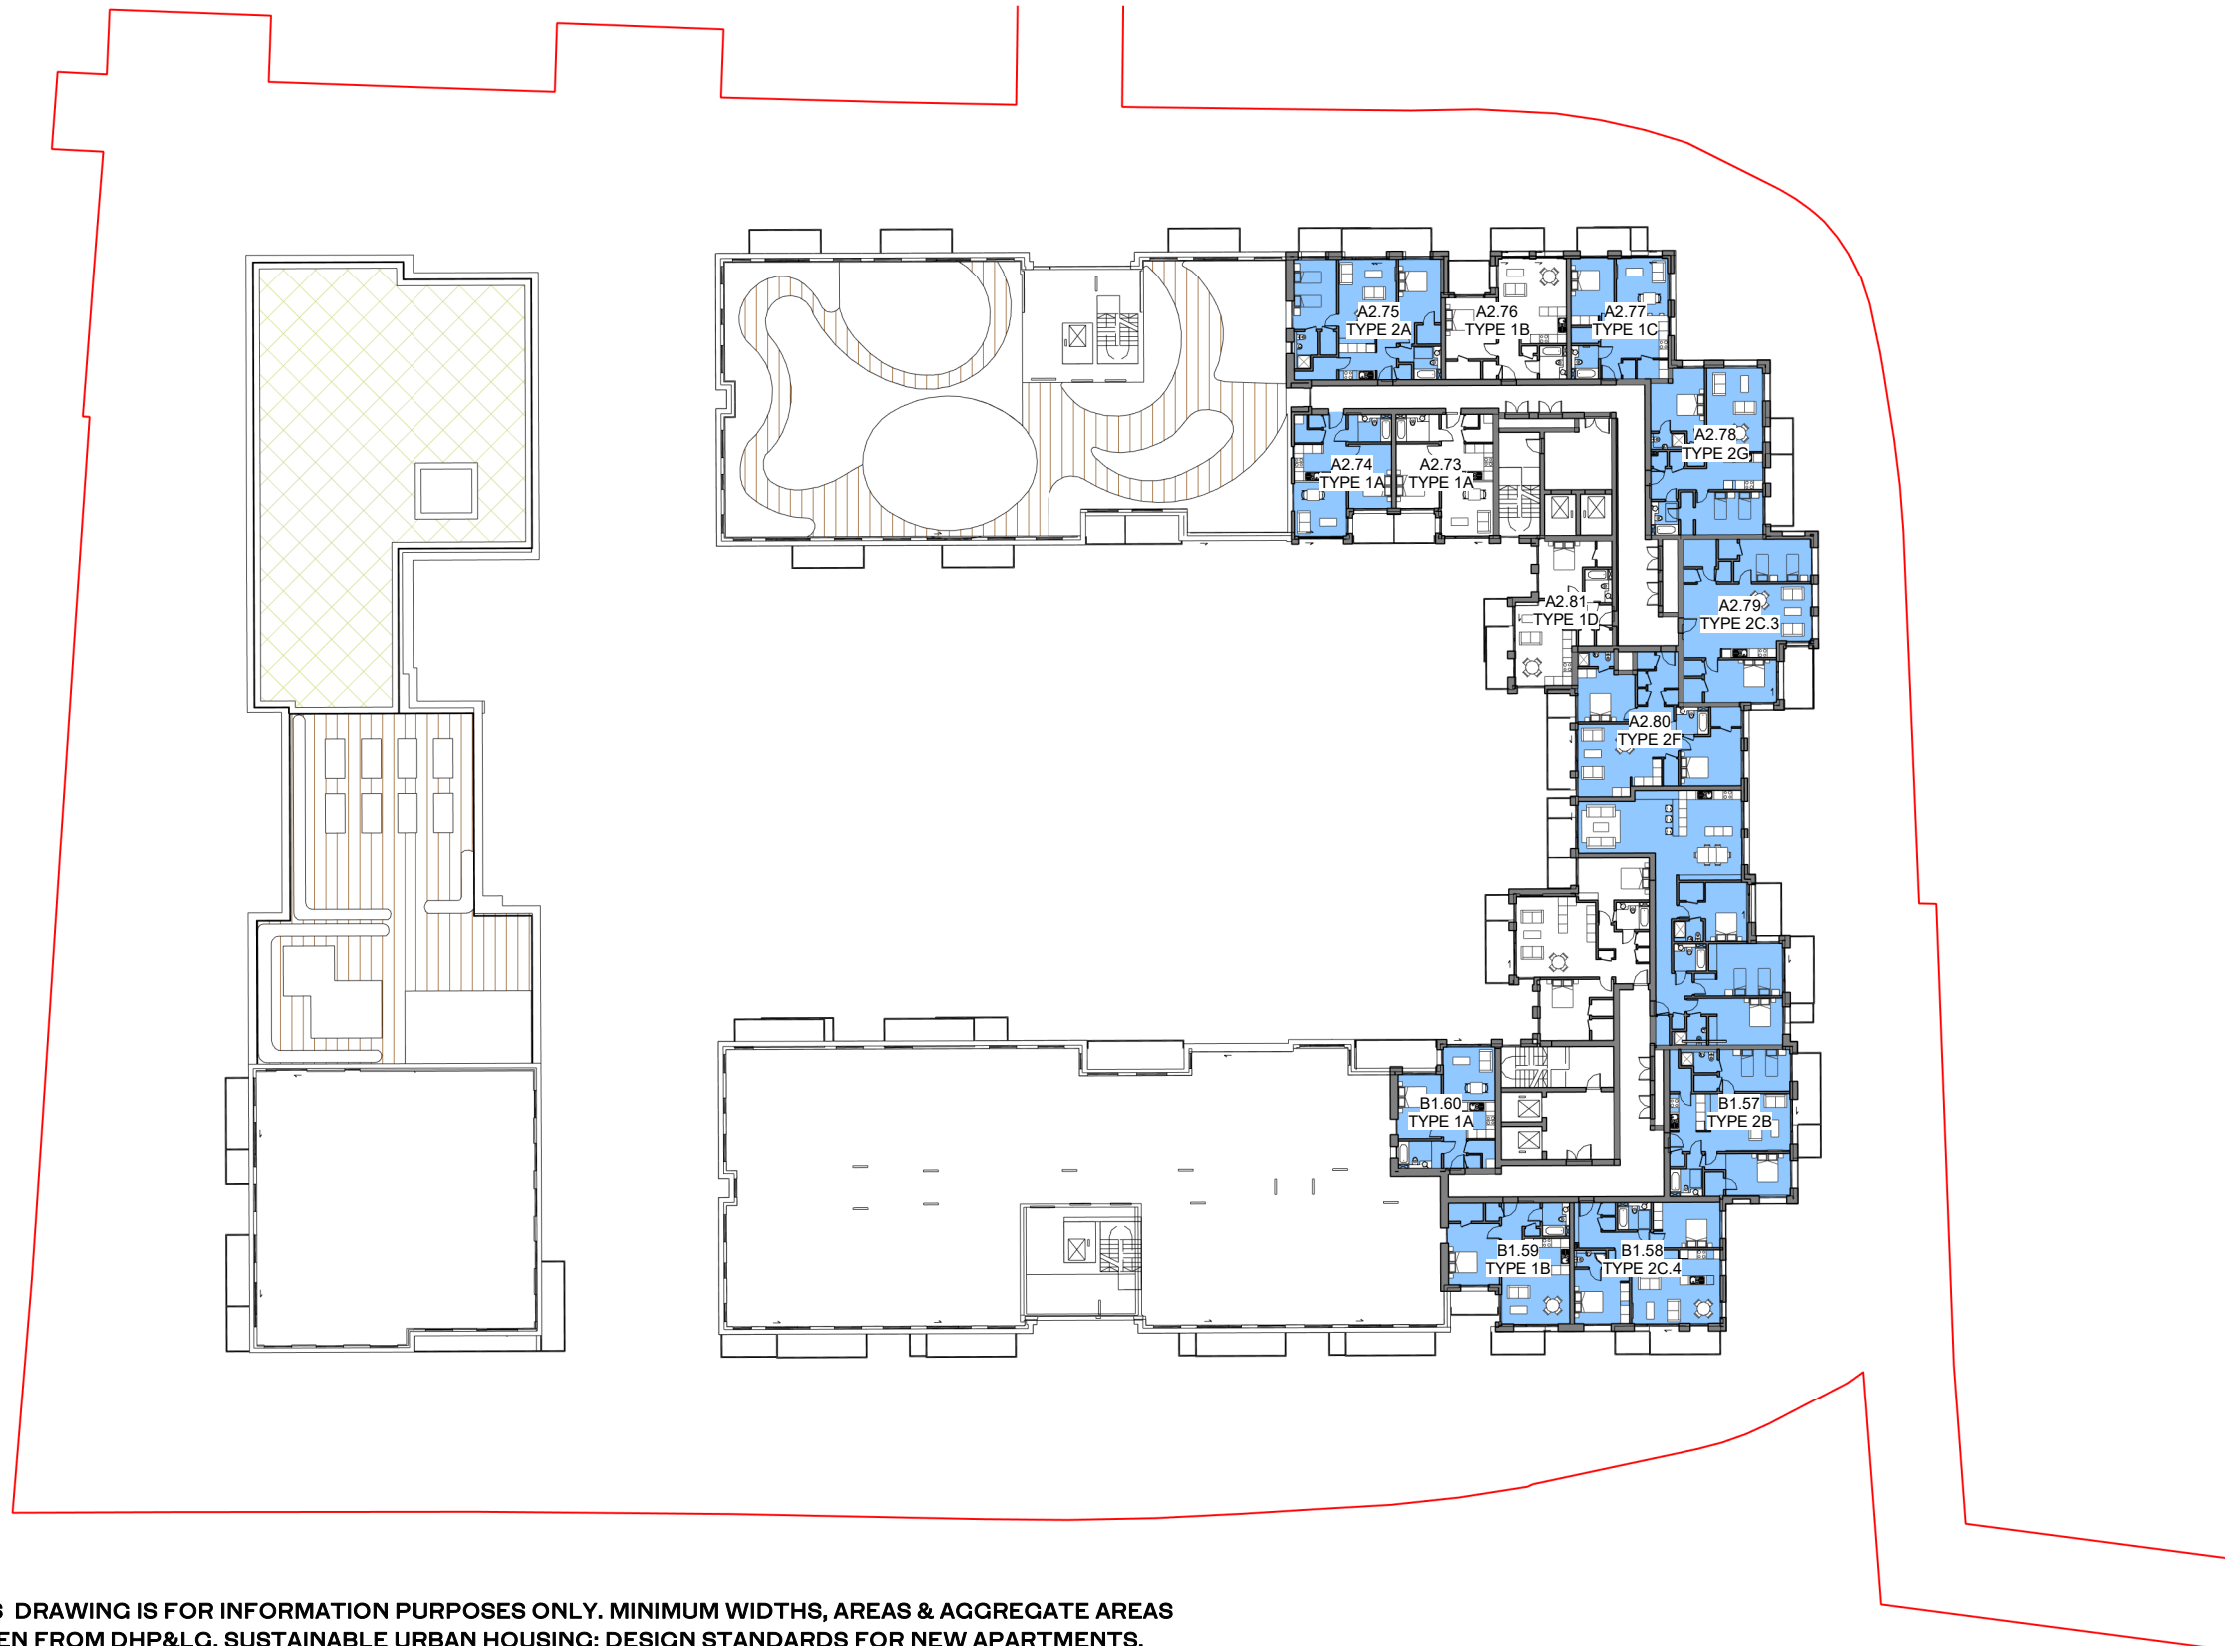 A2.75
TYPE 2A
A2.76
TYPE 1B
A2.77
TYPE 1C
A2.78
TYPE 2G
A2.74
TYPE 1A
A2.73
TYPE 1A
A2.81
TYPE 1D
A2.79
TYPE 2C.3
A2.80
TYPE 2F
B1.60
TYPE 1A
B1.57
TYPE 2B
B1.59
TYPE 1B
B1.58
TYPE 2C.4
DRAWING IS FOR INFORMATION PURPOSES ONLY. MINIMUM WIDTHS, AREAS & AGGREGATE AREAS
FROM DHP&LG, SUSTAINABLE URBAN HOUSING: DESIGN STANDARDS FOR NEW APARTMENTS,